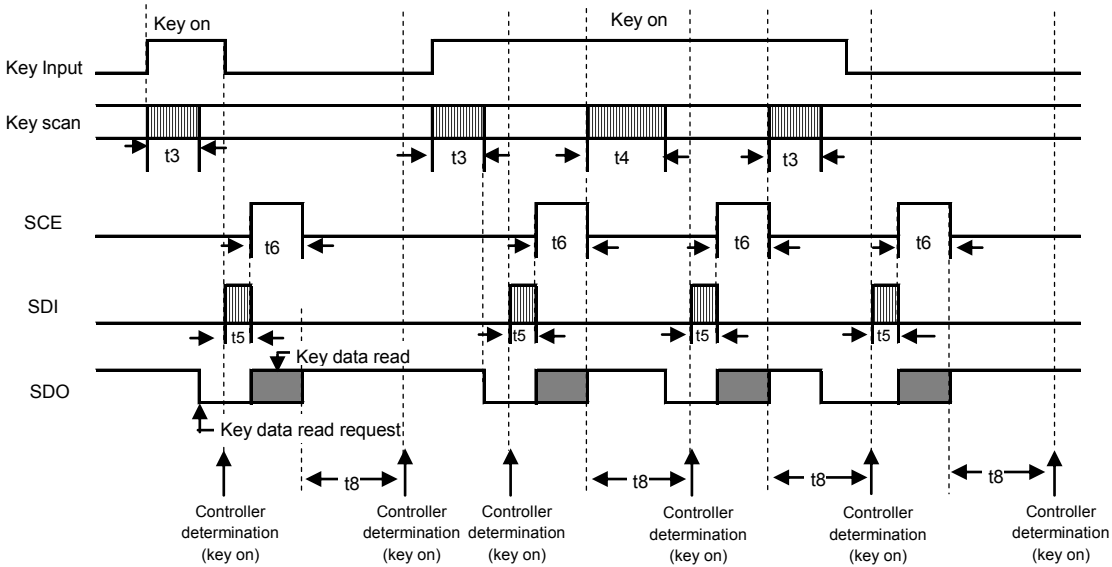 Key on
Key on
Key Input
Key scan
t3
t3
t4
t3
SCE
t6
t6
t6
t6
SDI
t5
t5
t5
t5
Key data read
SDO
Key data read request
t8
t8
t8
t8
Controller
determination
(key on)
Controller
determination
(key on)
Controller
determination
(key on)
Controller
determination
(key on)
Controller
determination
(key on)
Controller
determination
(key on)